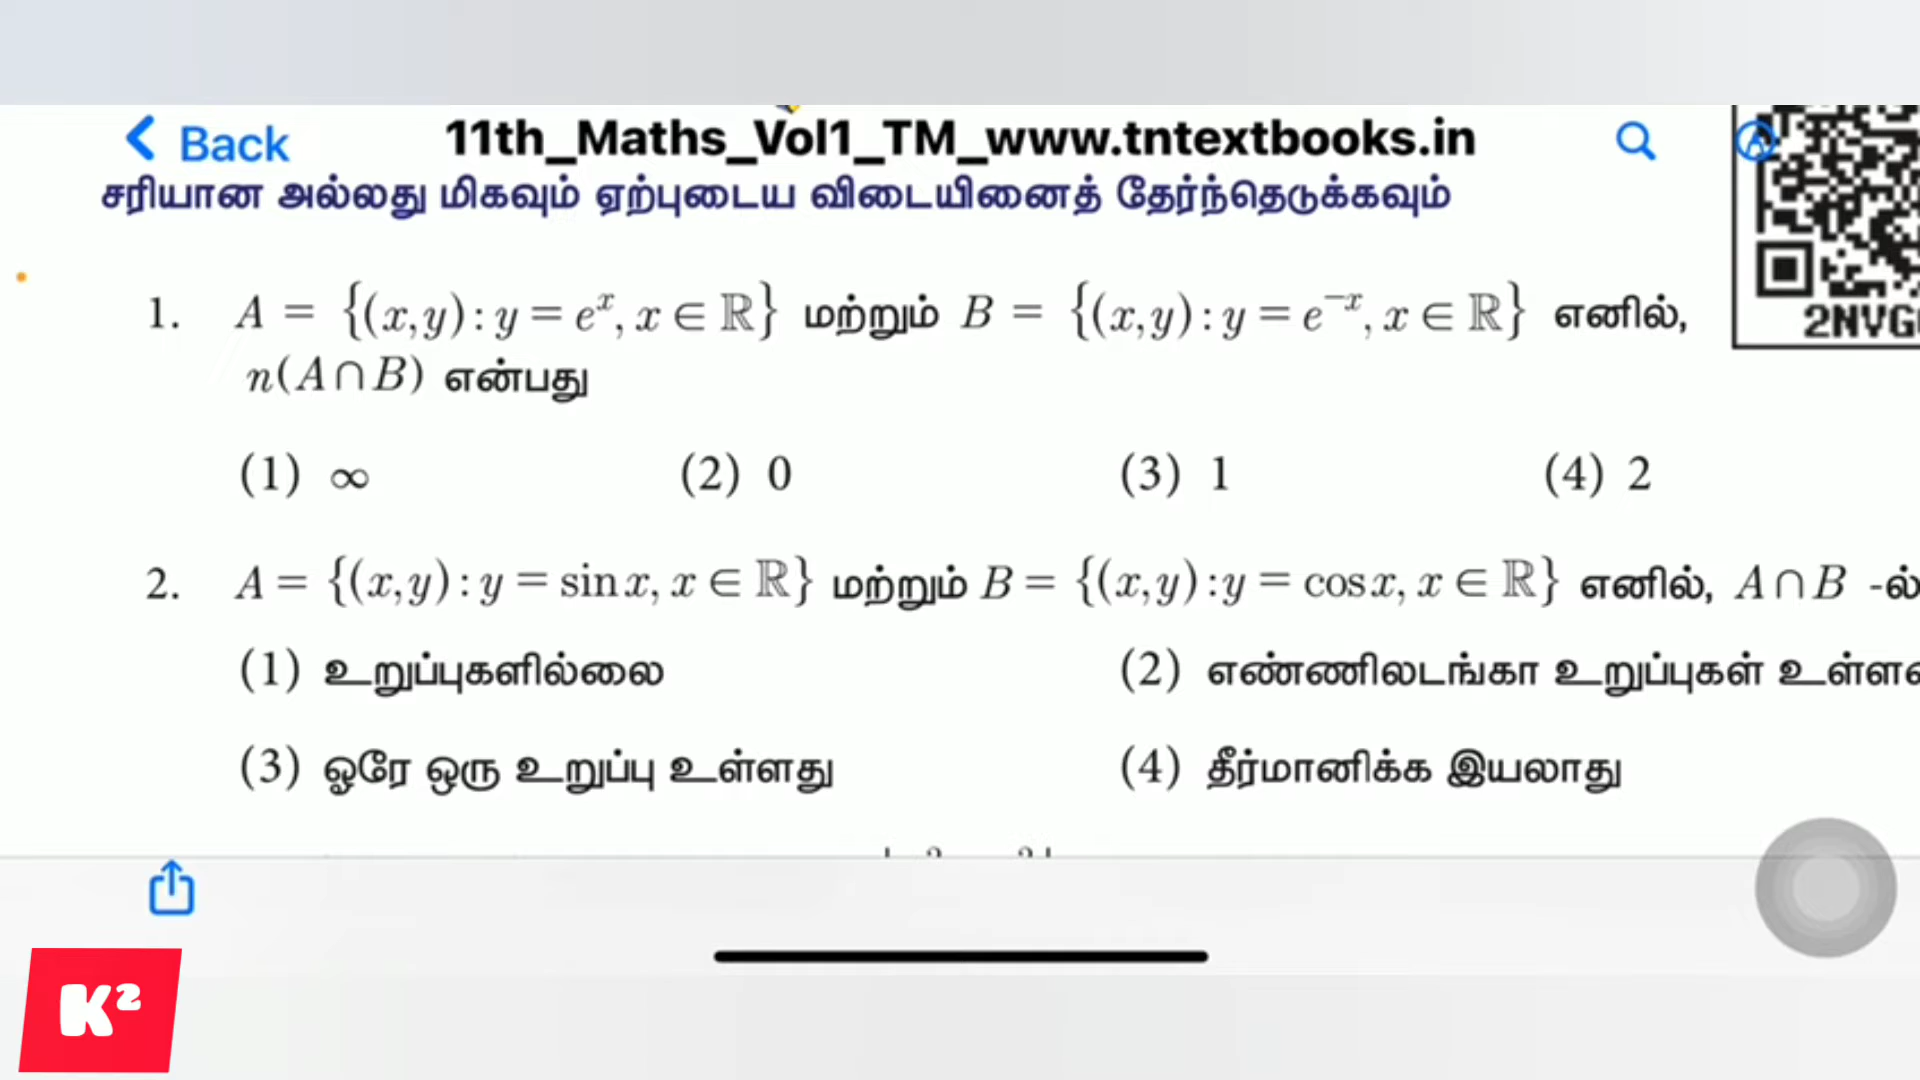 Back 11th_Maths_Vol1_TM_www.tntextbooks.in
சரியான அல்லது மிகவும் ஏற்புடைய விடையினைத் தேர்ந்தெடுக்கவும்
1. A = {(x,y) : y = e^x, x ∈ ℝ} மற்றும் B = {(x,y) : y = e^{-x}, x ∈ ℝ} எனில்,
n(A ∩ B) என்பது
(1) ∞ (2) 0 (3) 1 (4) 2
2. A = {(x,y) : y = sin x, x ∈ ℝ} மற்றும் B = {(x,y) : y = cos x, x ∈ ℝ} எனில், A ∩ B -ல்
(1) உறுப்புகளில்லை (2) எண்ணிலடங்கா உறுப்புகள்
(3) ஒரே ஒரு உறுப்பு உள்ளது (4) தீர்மானிக்க இயலாது
2NVG
K²